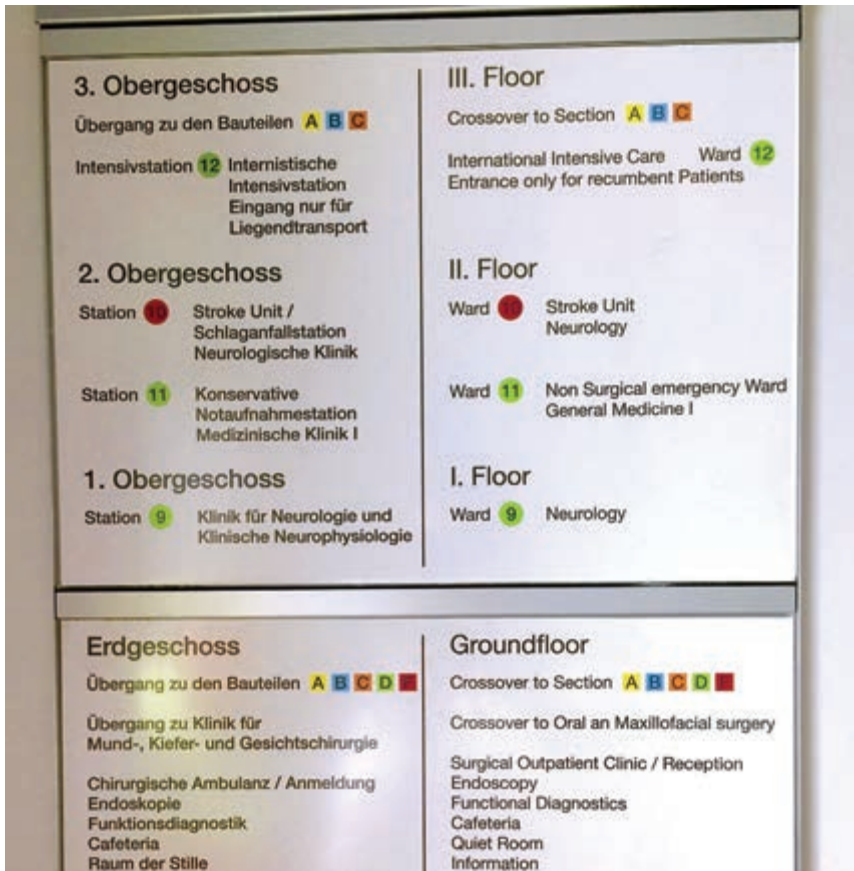 3. Obergeschoss
Übergang zu den Bauteilen A B C
Intensivstation 12 Internistische
Intensivstation
Eingang nur für
Liegendtransport
2. Obergeschoss
Station 10 Stroke Unit /
Schlaganfallstation
Neurologische Klinik
Station 11 Konservative
Notaufnahmestation
Medizinische Klinik I
1. Obergeschoss
Station 9 Klinik für Neurologie und
Klinische Neurophysiologie
III. Floor
Crossover to Section A B C
International Intensive Care Ward 12
Entrance only for recumbent Patients
II. Floor
Ward 10 Stroke Unit
Neurology
Ward 11 Non Surgical emergency Ward
General Medicine I
I. Floor
Ward 9 Neurology
Erdgeschoss
Übergang zu den Bauteilen A B C D
Übergang zu Klinik für
Mund-, Kiefer- und Gesichtschirurgie
Chirurgische Ambulanz / Anmeldung
Endoskopie
Funktionsdiagnostik
Cafeteria
Raum der Stille
Groundfloor
Crossover to Section A B C D
Crossover to Oral an Maxillofacial surgery
Surgical Outpatient Clinic / Reception
Endoscopy
Functional Diagnostics
Cafeteria
Quiet Room
Information